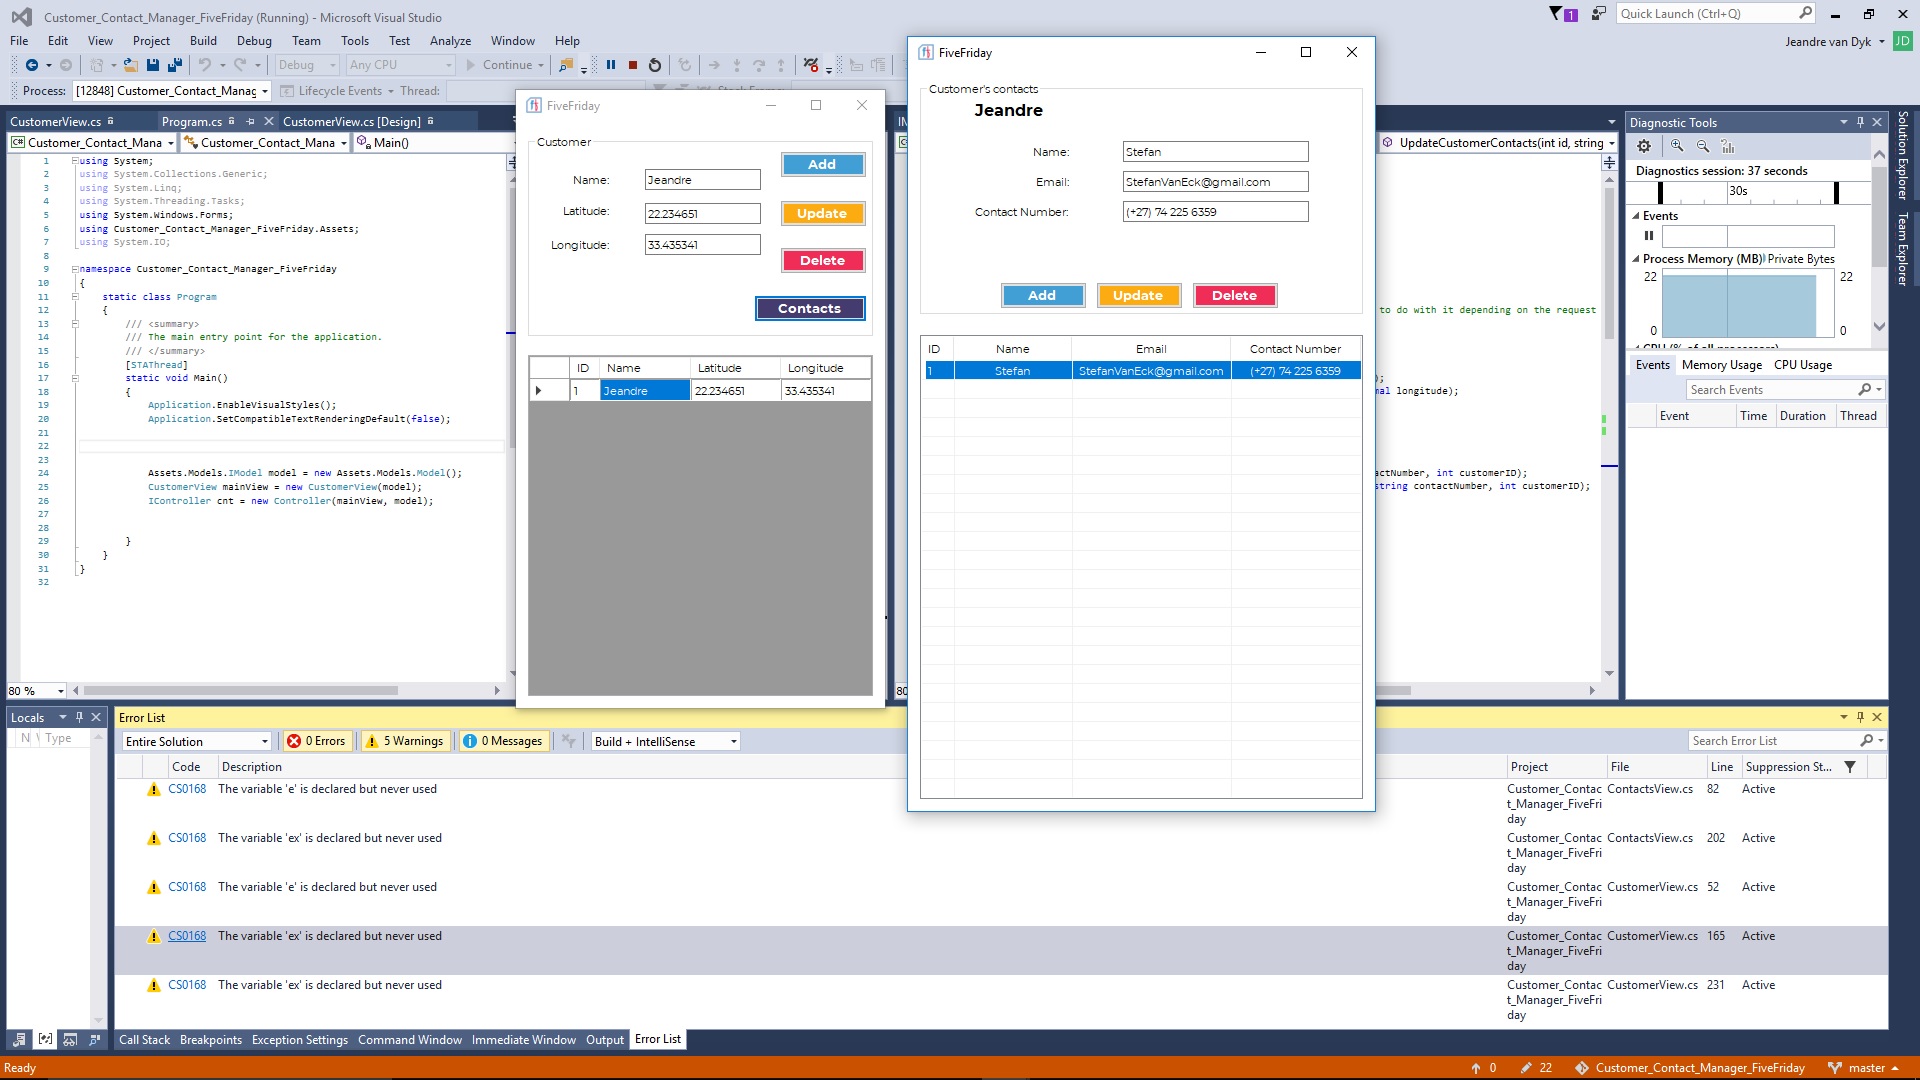 Customer_Contact_Manager_FiveFriday (Running) - Microsoft Visual Studio
1
Quick Launch (Ctrl+Q)
File Edit View Project Build Debug Team Tools Test Analyze Window Help
Jeandre van Dyk JD
Debug Any CPU Continue
Process: [12848] Customer_Contact_Manag Lifecycle Events Thread:
CustomerView.cs Program.cs CustomerView.cs [Design]
Customer_Contact_Mana Customer_Contact_Mana Main()
1 using System;
2 using System.Collections.Generic;
3 using System.Linq;
4 using System.Threading.Tasks;
5 using System.Windows.Forms;
6 using Customer_Contact_Manager_FiveFriday.Assets;
7 using System.IO;
8
9 namespace Customer_Contact_Manager_FiveFriday
10 {
11 static class Program
12 {
13 /// <summary>
14 /// The main entry point for the application.
15 /// </summary>
16 [STAThread]
17 static void Main()
18 {
19 Application.EnableVisualStyles();
20 Application.SetCompatibleTextRenderingDefault(false);
21
22
23
24 Assets.Models.IModel model = new Assets.Models.Model();
25 CustomerView mainView = new CustomerView(model);
26 IController cnt = new Controller(mainView, model);
27
28
29 }
30 }
31 }
32
80 %
FiveFriday
Customer
Name: Jeandre
Latitude: 22.234651
Longitude: 33.435341
Add
Update
Delete
Contacts
ID Name Latitude Longitude
1 Jeandre 22.234651 33.435341
FiveFriday
Customer's contacts
Jeandre
Name: Stefan
Email: StefanVanEck@gmail.com
Contact Number: (+27) 74 225 6359
Add Update Delete
ID Name Email Contact Number
1 Stefan StefanVanEck@gmail.com (+27) 74 225 6359
UpdateCustomerContacts(int id, string
to do with it depending on the request
);
nal longitude);
actNumber, int customerID);
string contactNumber, int customerID);
80
Diagnostic Tools
Diagnostics session: 37 seconds
30s
Events
Process Memory (MB) Private Bytes
22 22
0 0
Events Memory Usage CPU Usage
Search Events
Event Time Duration Thread
Solution Explorer
Team Explorer
Locals
N Type
Error List
Entire Solution 0 Errors 5 Warnings 0 Messages Build + IntelliSense Search Error List
Code Description Project File Line Suppression St...
CS0168 The variable 'e' is declared but never used Customer_Contac ContactsView.cs 82 Active
t_Manager_FiveFri
day
CS0168 The variable 'ex' is declared but never used Customer_Contac ContactsView.cs 202 Active
t_Manager_FiveFri
day
CS0168 The variable 'e' is declared but never used Customer_Contac CustomerView.cs 52 Active
t_Manager_FiveFri
day
CS0168 The variable 'ex' is declared but never used Customer_Contac CustomerView.cs 165 Active
t_Manager_FiveFri
day
CS0168 The variable 'ex' is declared but never used Customer_Contac CustomerView.cs 231 Active
t_Manager_FiveFri
day
Call Stack Breakpoints Exception Settings Command Window Immediate Window Output Error List
Ready 0 22 Customer_Contact_Manager_FiveFriday master